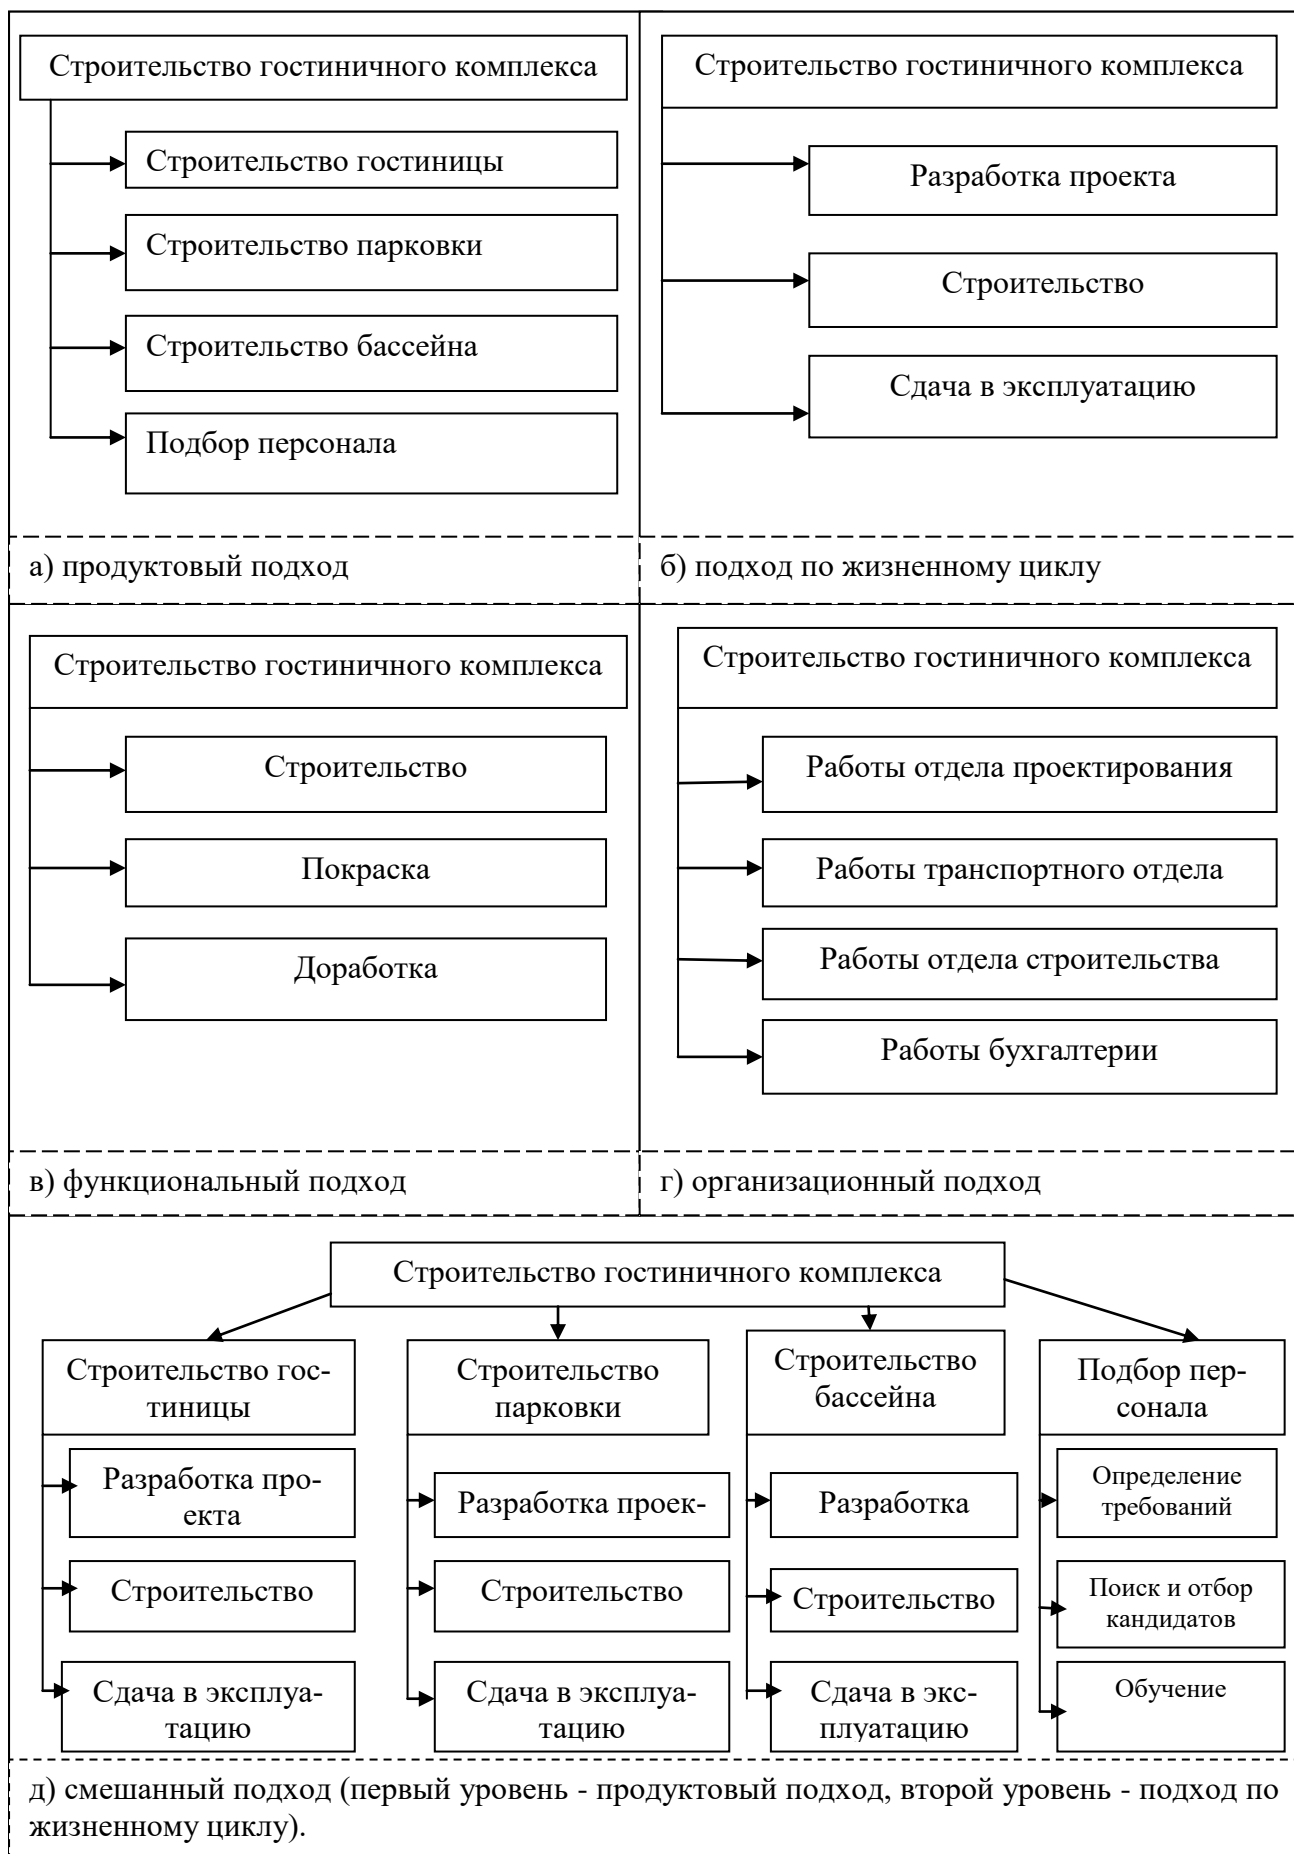 Строительство гостиничного комплекса
Строительство гостиницы
Строительство парковки
Строительство бассейна
Подбор персонала
а) продуктовый подход
Строительство гостиничного комплекса
Разработка проекта
Строительство
Сдача в эксплуатацию
б) подход по жизненному циклу
Строительство гостиничного комплекса
Строительство
Покраска
Доработка
в) функциональный подход
Строительство гостиничного комплекса
Работы отдела проектирования
Работы транспортного отдела
Работы отдела строительства
Работы бухгалтерии
г) организационный подход
Строительство гостиничного комплекса
Строительство гос-
тиницы
Разработка про-
екта
Строительство
Сдача в эксплуа-
тацию
Строительство
парковки
Разработка проек-
Строительство
Сдача в эксплуа-
тацию
Строительство
бассейна
Разработка
Строительство
Сдача в экс-
плуатацию
Подбор пер-
сонала
Определение
требований
Поиск и отбор
кандидатов
Обучение
д) смешанный подход (первый уровень - продуктовый подход, второй уровень - подход по
жизненному циклу).